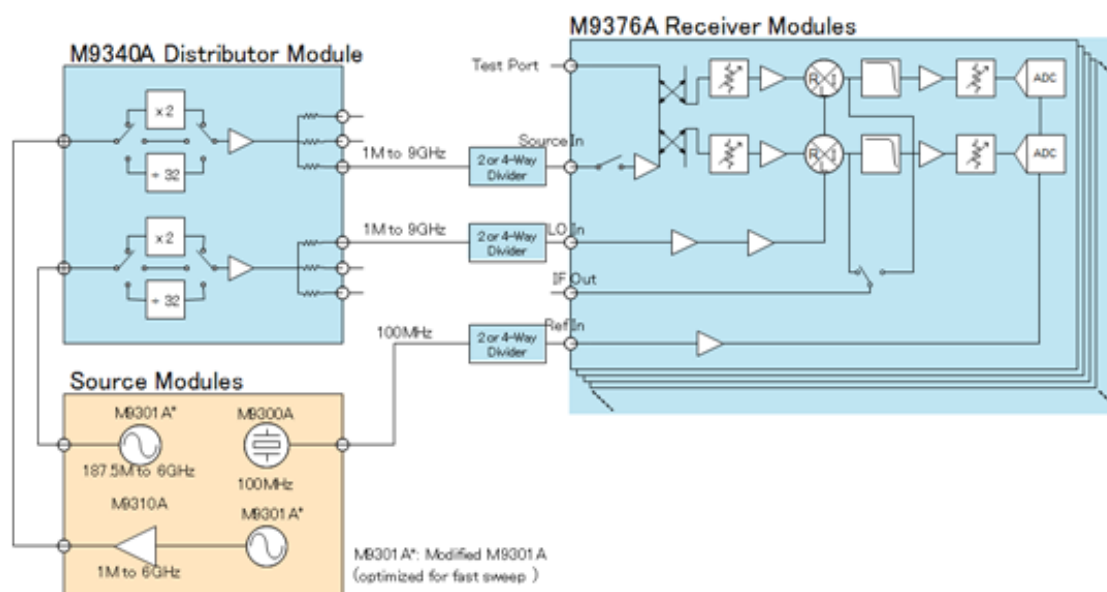 M9376A Receiver Modules
M9340A Distributor Module
Test Port
x 2
÷ 32
R
I
ADC
Source In
1M to 9GHz
2 or 4-Way
Divider
R
I
ADC
x 2
÷ 32
1M to 9GHz
2 or 4-Way
Divider
LO In
IF Out
100MHz
2 or 4-Way
Divider
Ref In
Source Modules
M9301A*
M9300A
187.5M to 6GHz
100MHz
M9310A
M9301A*
1M to 6GHz
M9301A*: Modified M9301A
(optimized for fast sweep )